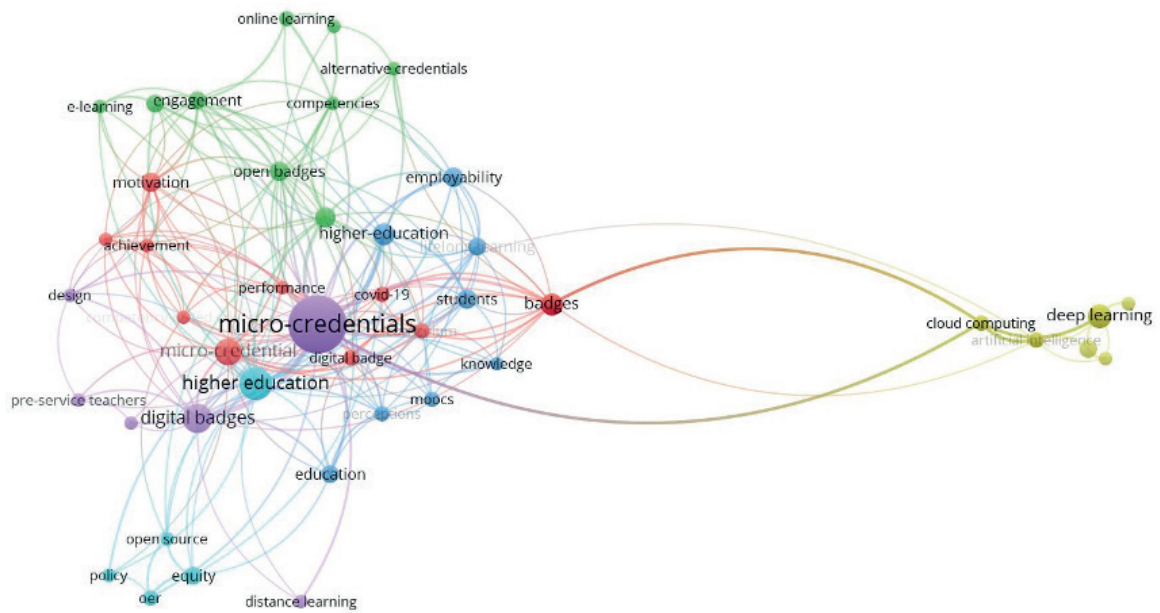 online learning
alternative credentials
e-learning
engagement
competencies
open badges
motivation
employability
higher-education
lifelong learning
achievement
performance
covid-19
design
students
badges
micro-credentials
cloud computing
deep learning
artificial intelligence
micro-credential
digital badge
knowledge
higher education
pre-service teachers
moocs
digital badges
perceptions
education
open source
policy
equity
oer
distance learning